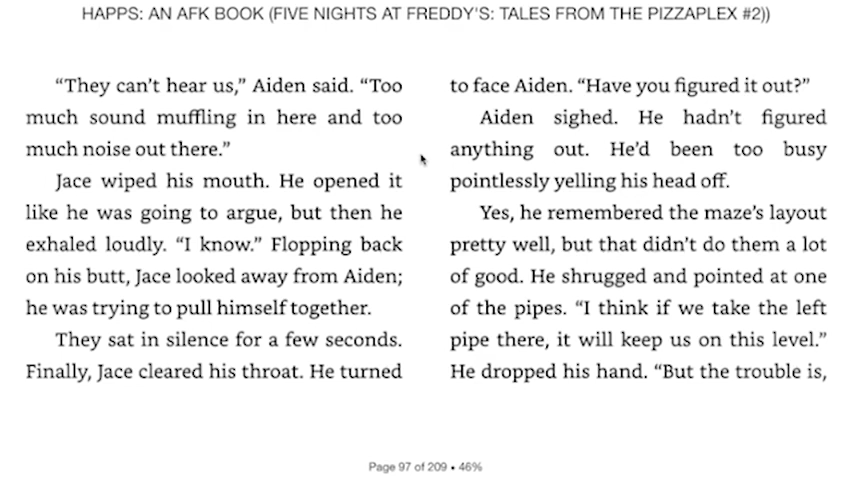 HAPPS: AN AFK BOOK (FIVE NIGHTS AT FREDDY'S: TALES FROM THE PIZZAPLEX #2))
“They can’t hear us,” Aiden said. “Too
much sound muffling in here and too
much noise out there.”
Jace wiped his mouth. He opened it
like he was going to argue, but then he
exhaled loudly. “I know.” Flopping back
on his butt, Jace looked away from Aiden;
he was trying to pull himself together.
They sat in silence for a few seconds.
Finally, Jace cleared his throat. He turned
to face Aiden. “Have you figured it out?”
Aiden sighed. He hadn’t figured
anything out. He’d been too busy
pointlessly yelling his head off.
Yes, he remembered the maze’s layout
pretty well, but that didn’t do them a lot
of good. He shrugged and pointed at one
of the pipes. “I think if we take the left
pipe there, it will keep us on this level.”
He dropped his hand. “But the trouble is,
Page 97 of 209 • 46%